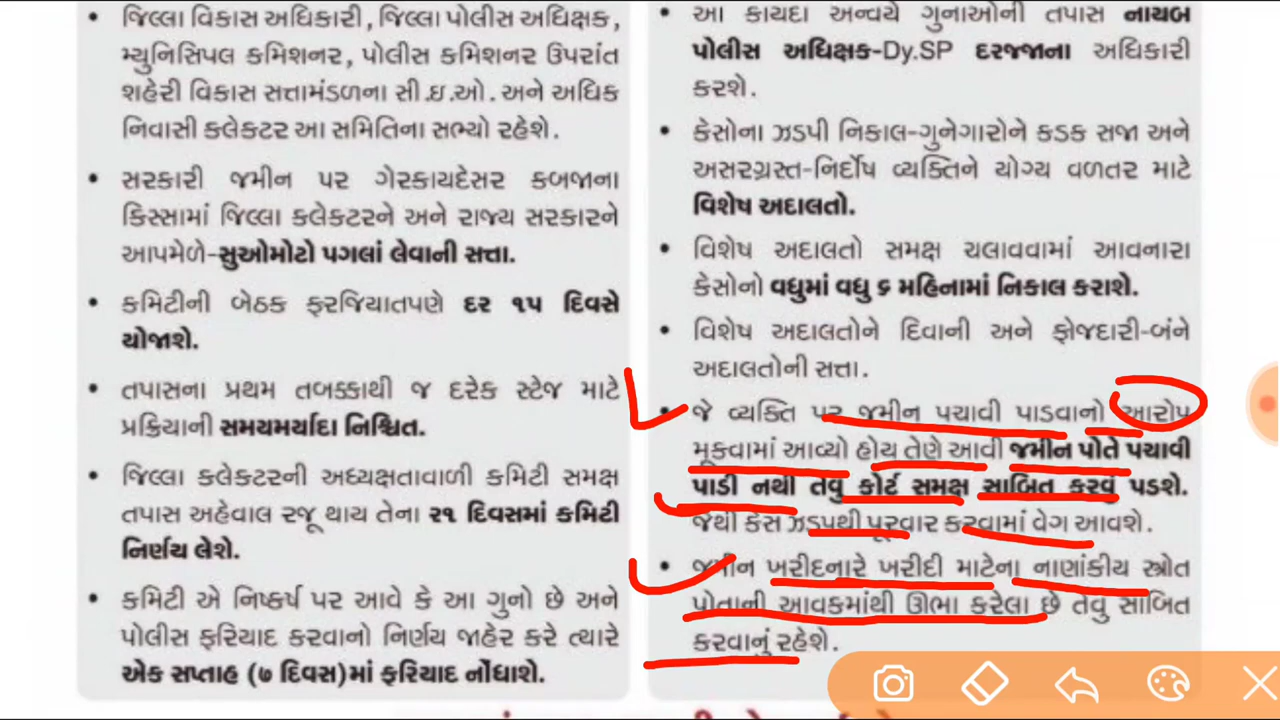 • જિલ્લા વિકાસ અધિકારી, જિલ્લા પોલીસ અધિક્ષક,
મ્યુનિસિપલ કમિશનર, પોલીસ કમિશનર ઉપરાંત
શહેરી વિકાસ સત્તામંડળના સી.ઇ.ઓ. અને અધિક
નિવાસી કલેક્ટર આ સમિતિના સભ્યો રહેશે.
• સરકારી જમીન પર ગેરકાયદેસર કબજાના
કિસ્સામાં જિલ્લા કલેકટરને અને રાજ્ય સરકારને
આપમેળે-સુઓમોટો પગલાં લેવાની સત્તા.
• કમિટીની બેઠક ફરજિયાતપણે દર ૧૫ દિવસે
યોજાશે.
• તપાસના પ્રથમ તબક્કાથી જ દરેક સ્ટેજ માટે
પ્રક્રિયાની સમયમર્યાદા નિશ્ચિત.
• જિલ્લા કલેક્ટરની અધ્યક્ષતાવાળી કમિટી સમક્ષ
તપાસ અહેવાલ રજૂ થાય તેના ૨૧ દિવસમાં કમિટી
નિર્ણય લેશે.
• કમિટી એ નિષ્કર્ષ પર આવે કે આ ગુનો છે અને
પોલીસ ફરિયાદ કરવાનો નિર્ણય જાહેર કરે ત્યારે
એક સપ્તાહ (૭ દિવસ)માં ફરિયાદ નોંધાશે.
• આ કાયદા અન્વયે ગુનાઓની તપાસ નાયબ
પોલીસ અધિક્ષક-Dy.SP દરજ્જાના અધિકારી
કરશે.
• કેસોના ઝડપી નિકાલ-ગુનેગારોને કડક સજા અને
અસરગ્રસ્ત-નિર્દોષ વ્યક્તિને યોગ્ય વળતર માટે
વિશેષ અદાલતો.
• વિશેષ અદાલતો સમક્ષ ચલાવવામાં આવનારા
કેસોનો વધુમાં વધુ ૬ મહિનામાં નિકાલ કરાશે.
• વિશેષ અદાલતોને દિવાની અને ફોજદારી-બંને
અદાલતોની સત્તા.
• જે વ્યક્તિ પર જમીન પચાવી પાડવાનો આરોપ
મૂકવામાં આવ્યો હોય તેણે આવી જમીન પોતે પચાવી
પાડી નથી તેવું કોર્ટ સમક્ષ સાબિત કરવું પડશે.
જેથી કેસ ઝડપથી પૂરવાર કરવામાં વેગ આવશે.
• જમીન ખરીદનારે ખરીદી માટેના નાણાંકીય સ્ત્રોત
પોતાની આવકમાંથી ઊભા કરેલા છે તેવું સાબિત
કરવાનું રહેશે.